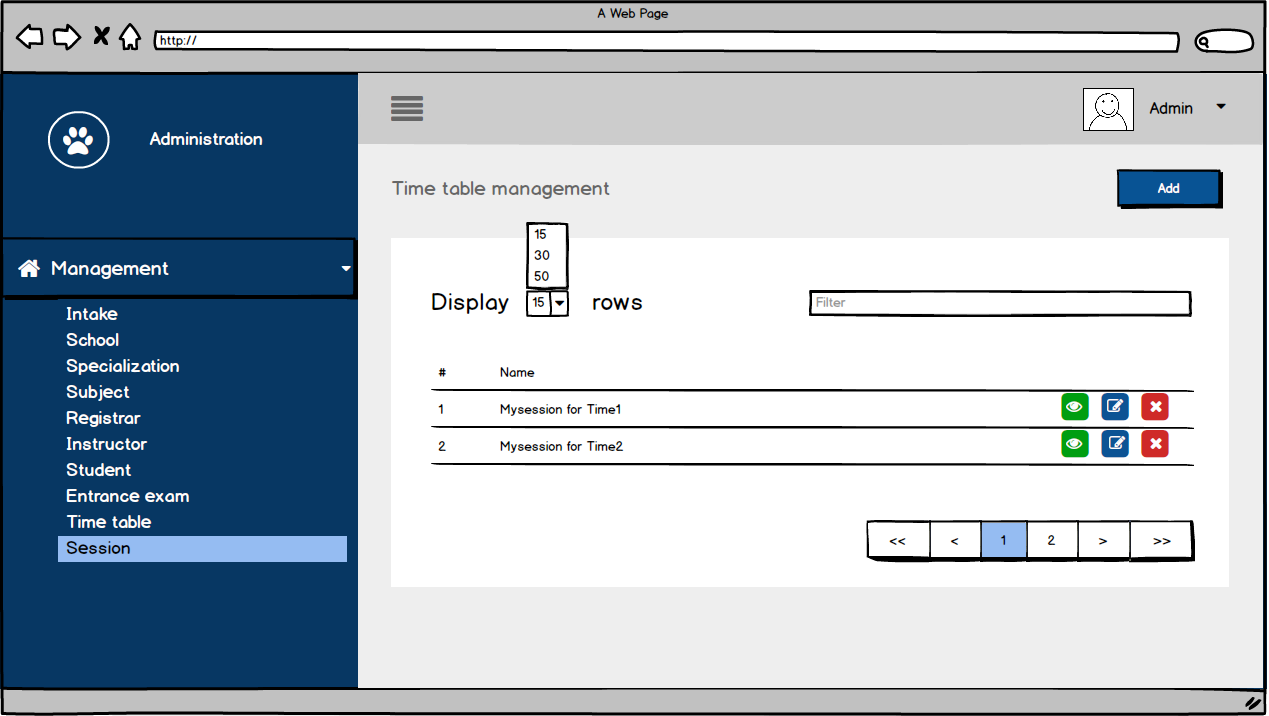 A Web Page
http://
Administration
Admin
Time table management
Add
Management
Intake
School
Specialization
Subject
Registrar
Instructor
Student
Entrance exam
Time table
Session
15
30
50
Display 15 rows
Filter
# Name
1 Mysession for Time1
2 Mysession for Time2
<< < 1 2 > >>